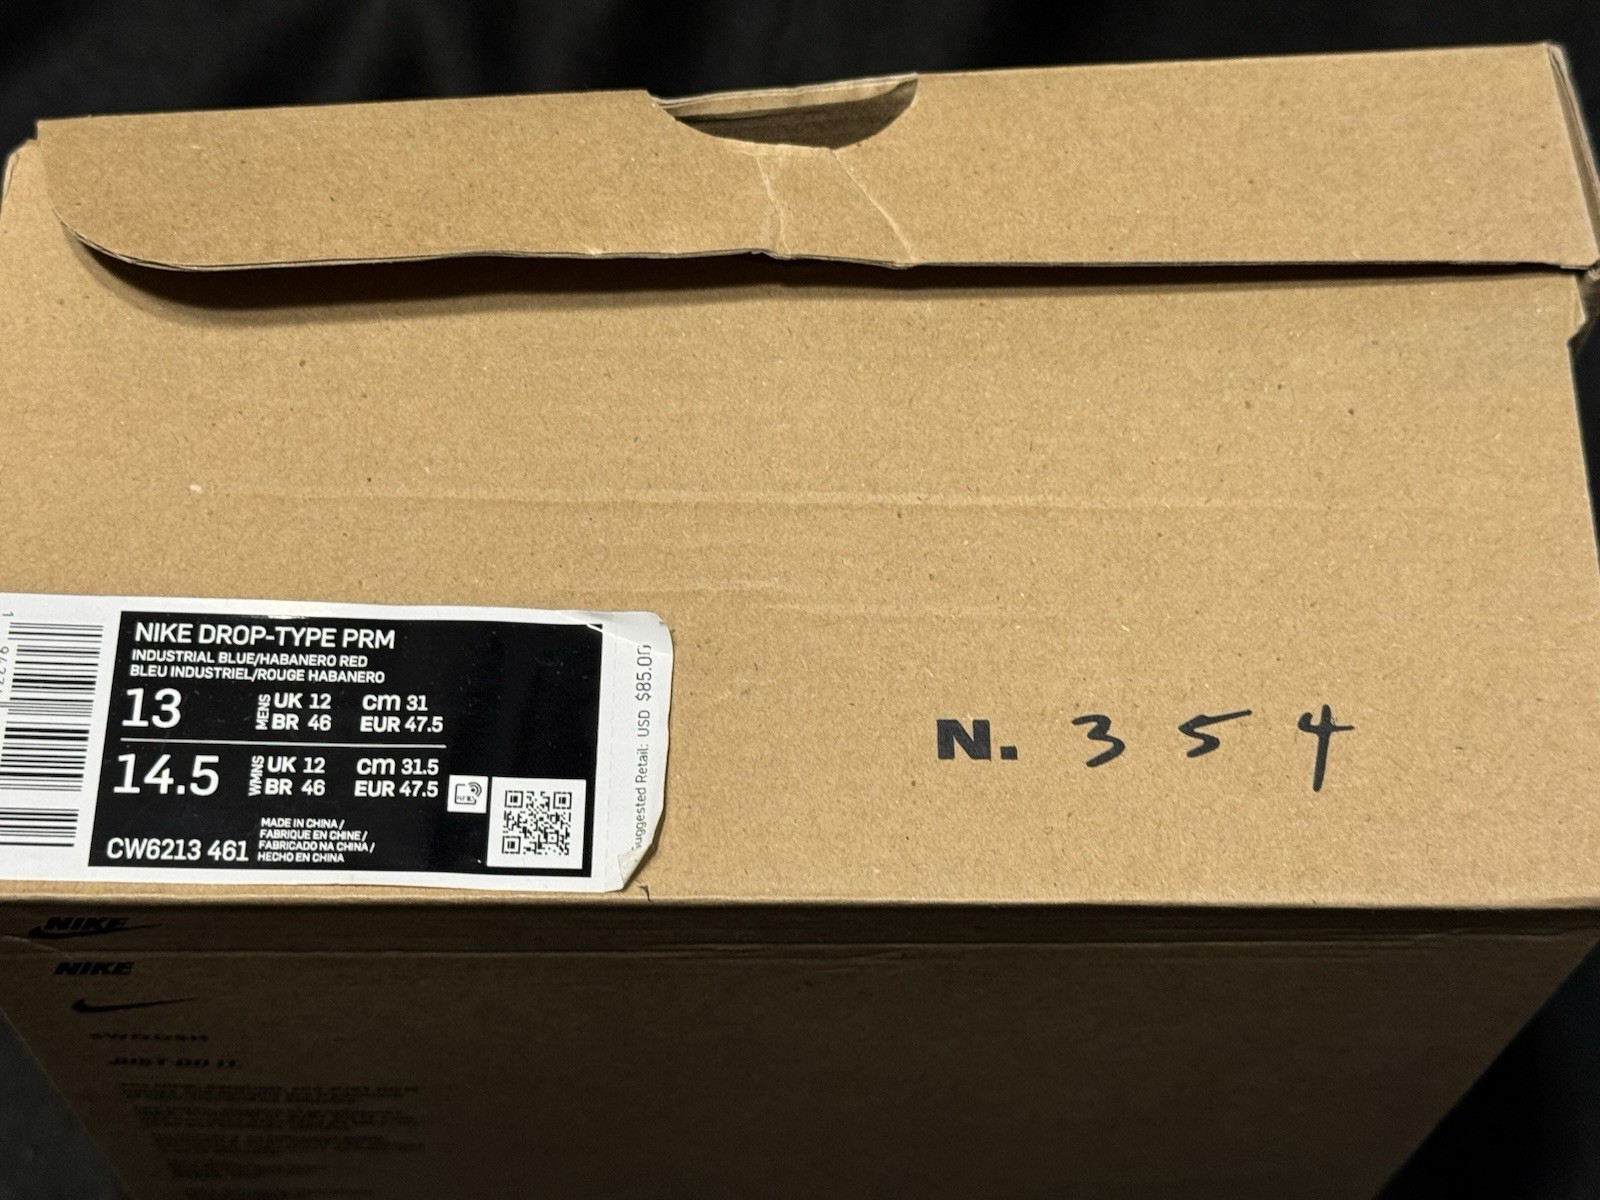 NIKE DROP-TYPE PRM
INDUSTRIAL BLUE/HABANERO RED
BLEU INDUSTRIEL/ROUGE HABANERO
13 MENS UK 12 cm 31
BR 46 EUR 47.5
14.5 WMNS UK 12 cm 31.5
BR 46 EUR 47.5
MADE IN CHINA /
FABRIQUE EN CHINE /
FABRICADO NA CHINA /
HECHO EN CHINA
CW6213 461
Suggested Retail: USD $85.00
N. 354
NIKE
NIKE
SWOOSH
JUST DO IT.